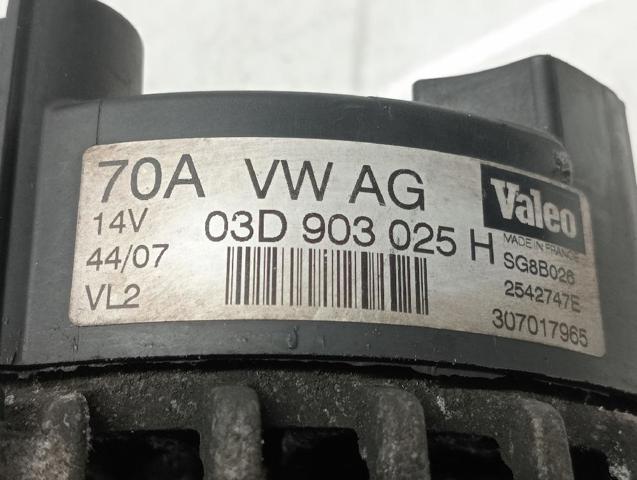 70A VW AG
14V 03D 903 025 H
44/07
VL2
Valeo
MADE IN FRANCE
SG8B026
2542747E
307017965